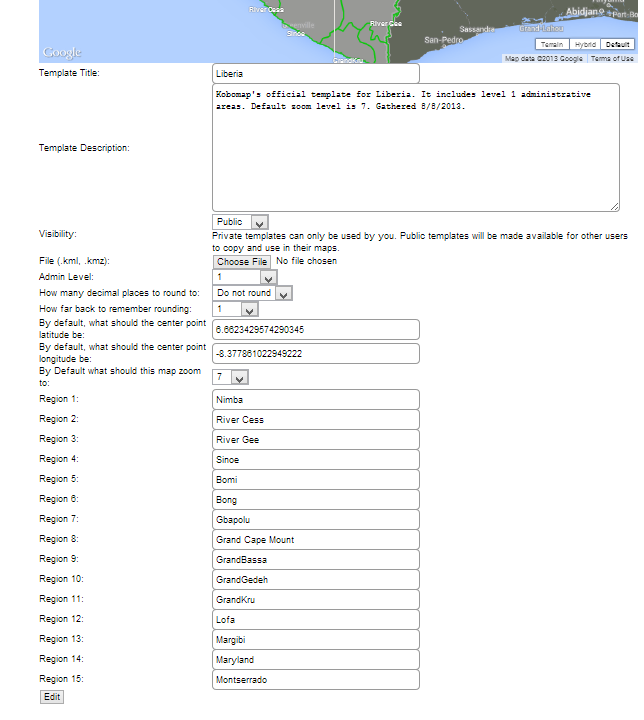 River Cess
Greenville
Sinoe
River Gee
GrandKru
San-Pedro
Sassandra
Grand-Lahou
Abidjan
Port-Bo
Google
Terrain
Hybrid
Default
Map data ©2013 Google
Terms of Use
Template Title:
Liberia
Template Description:
Kobomap's official template for Liberia. It includes level 1 administrative
areas. Default zoom level is 7. Gathered 8/8/2013.
Visibility:
Public
Private templates can only be used by you. Public templates will be made available for other users
to copy and use in their maps.
File (.kml, .kmz):
Choose File No file chosen
Admin Level:
1
How many decimal places to round to:
Do not round
How far back to remember rounding:
1
By default, what should the center point
latitude be:
6.6623429574290345
By default, what should the center point
longitude be:
-8.377861022949222
By Default what should this map zoom
to:
7
Region 1:
Nimba
Region 2:
River Cess
Region 3:
River Gee
Region 4:
Sinoe
Region 5:
Bomi
Region 6:
Bong
Region 7:
Gbapolu
Region 8:
Grand Cape Mount
Region 9:
GrandBassa
Region 10:
GrandGedeh
Region 11:
GrandKru
Region 12:
Lofa
Region 13:
Margibi
Region 14:
Maryland
Region 15:
Montserrado
Edit